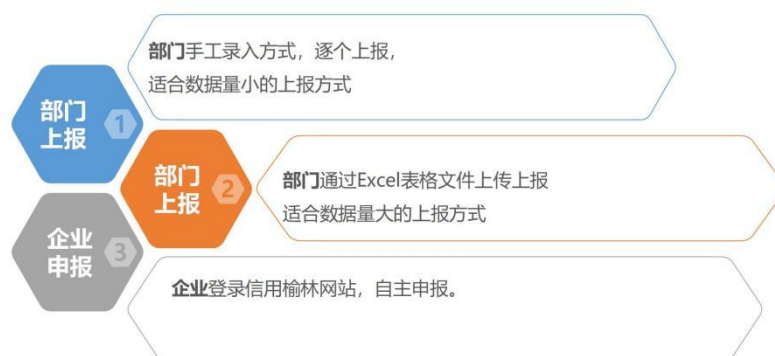 部门手工录入方式，逐个上报，
适合数据量小的上报方式
部门
上报
1
部门
上报
2
部门通过Excel表格文件上传上报
适合数据量大的上报方式
企业
申报
3
企业登录信用榆林网站，自主申报。